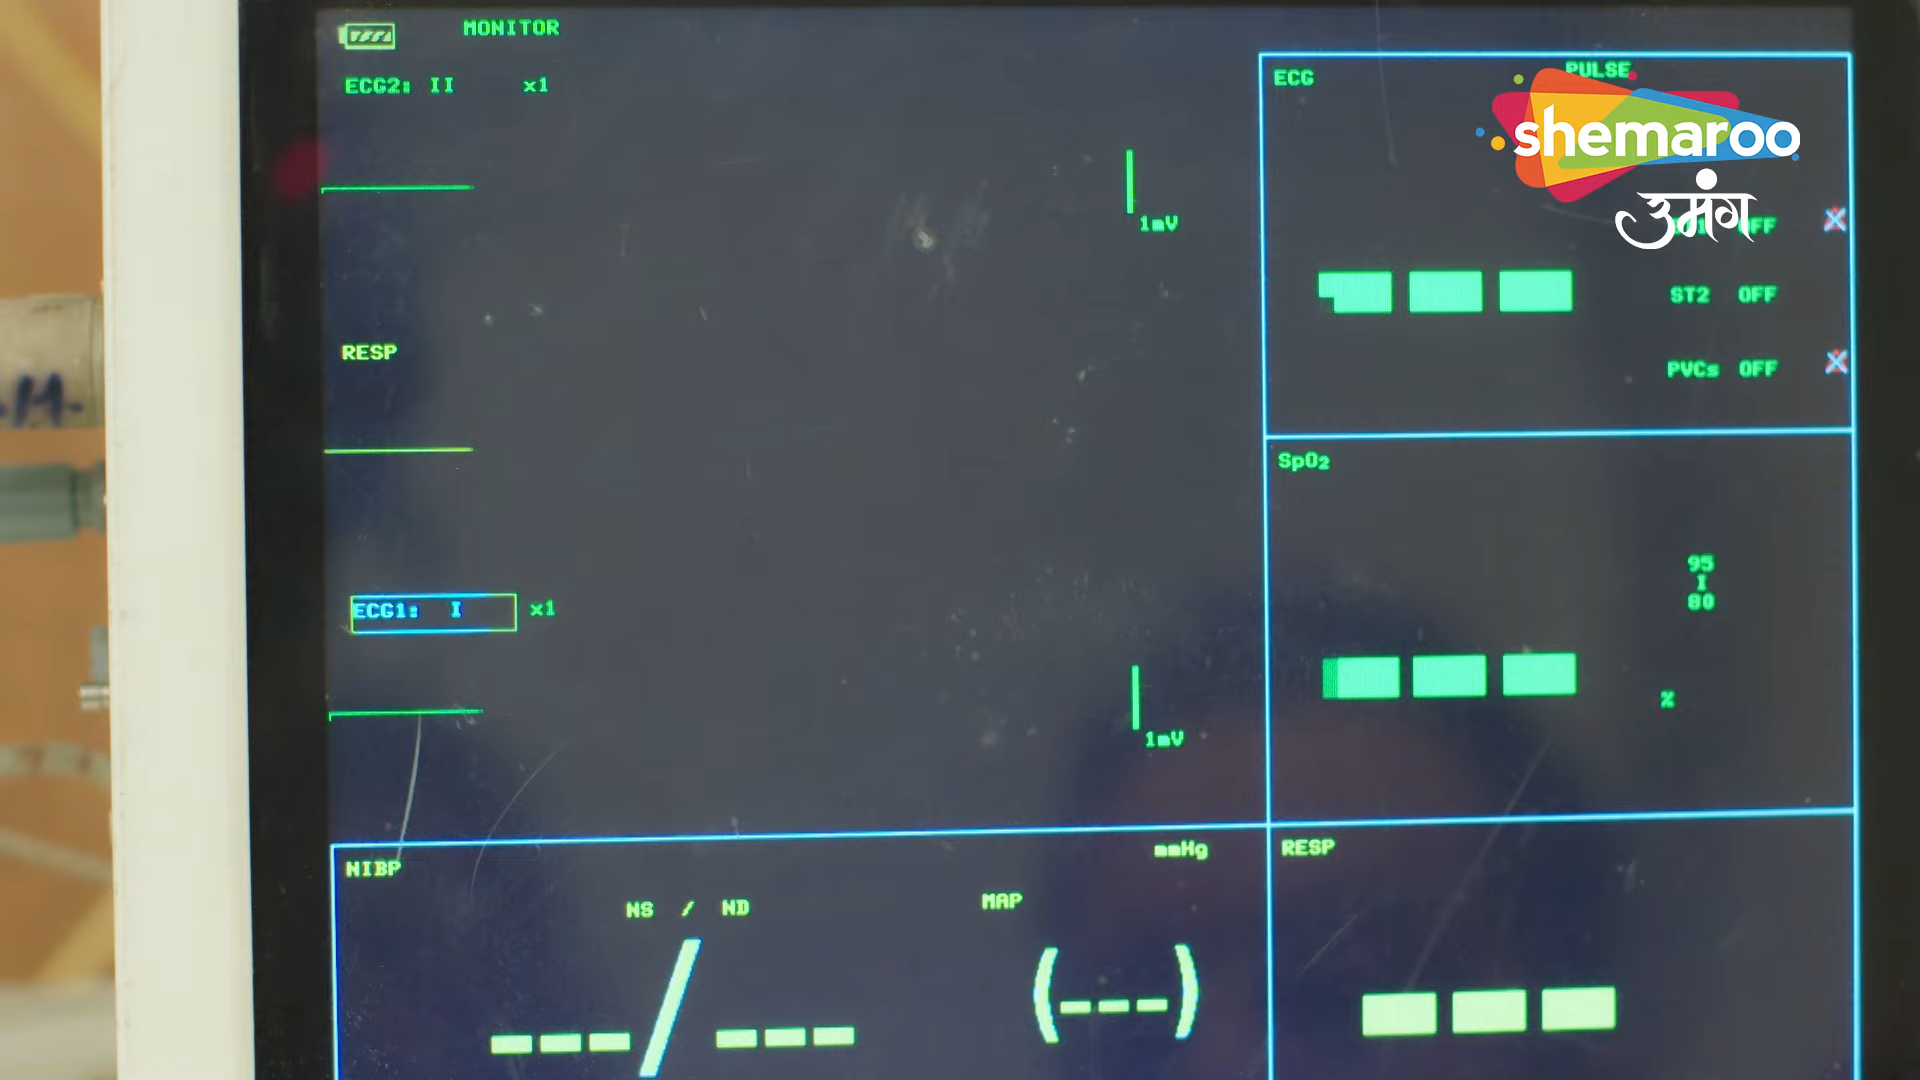 MONITOR
ECG2: II x1
1mV
RESP
ECG1: I x1
1mV
ECG PULSE
shemaroo
उमंग
OFF
ST2 OFF
PVCs OFF
SpO2
95
I
80
---
%
NIBP mmHg
NS / ND MAP
--- / --- (---)
RESP
---